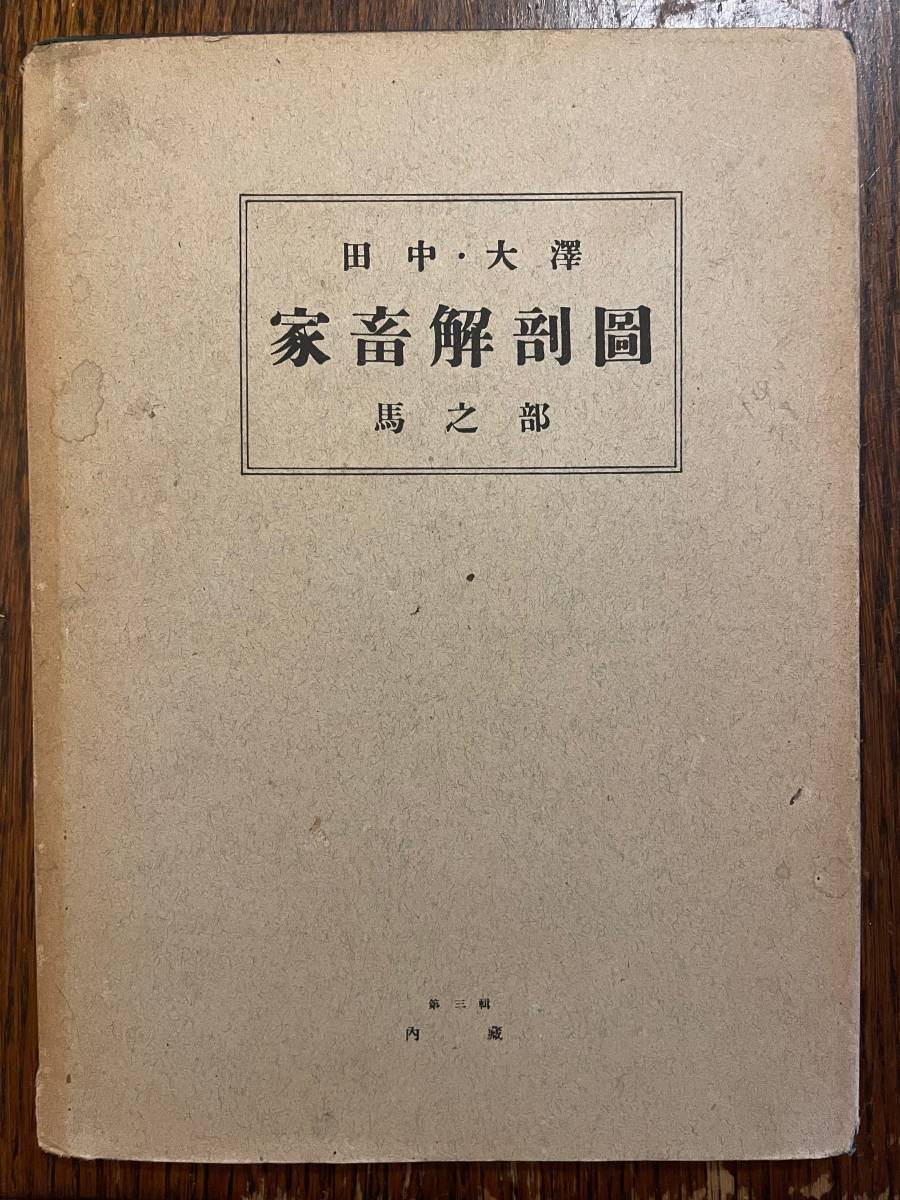 田中・大澤
家畜解剖圖
馬之部
第三輯
內藏